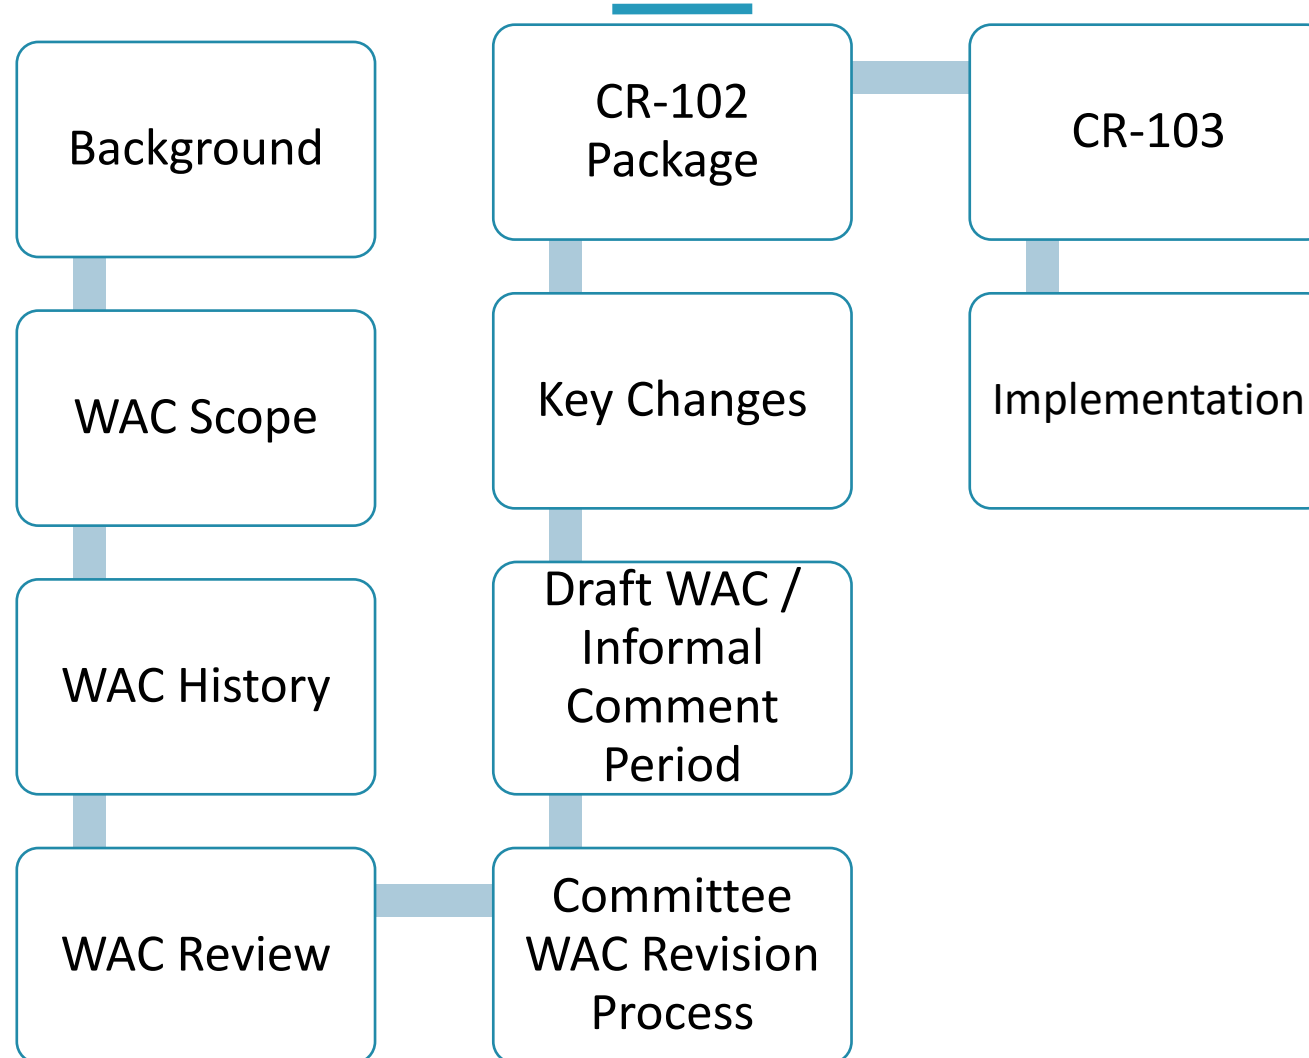 Background
WAC Scope
WAC History
WAC Review
Committee
WAC Revision
Process
Draft WAC /
Informal
Comment
Period
Key Changes
CR-102
Package
CR-103
Implementation